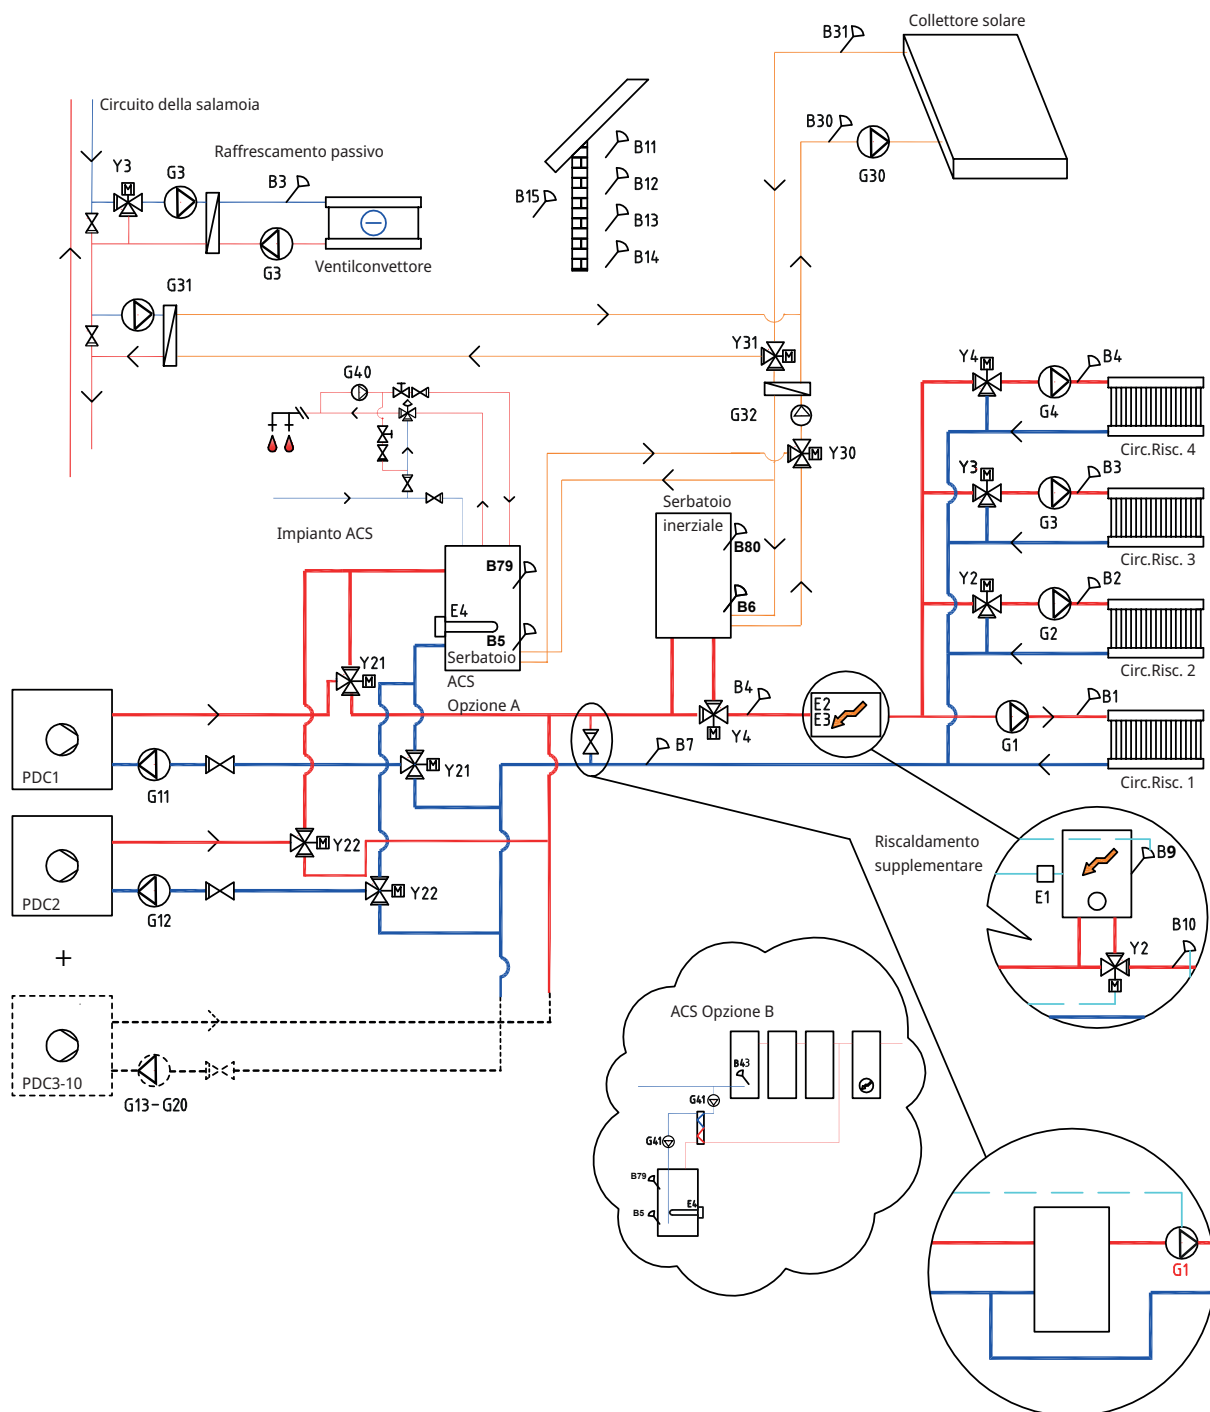 Collettore solare
B31
Circuito della salamoia
B30
G30
Raffrescamento passivo
Y3
G3
B3
B11
B12
B13
B14
B15
G3
Ventilconvettore
G31
Y31
G32
Y30
G40
Y4
B4
G4
Circ.Risc. 4
Y3
B3
G3
Circ.Risc. 3
Y2
B2
G2
Circ.Risc. 2
B1
G1
Circ.Risc. 1
Impianto ACS
Serbatoio
inerziale
B80
B6
B79
E4
B5
Serbatoio
ACS
Opzione A
Y21
B4
Y4
E2
E3
B7
PDC1
G11
Y21
PDC2
G12
Y22
Y22
+
PDC3-10
G13-G20
Riscaldamento
supplementare
B9
E1
B10
Y2
M
M
M
M
M
M
M
M
M
M
M
M
ACS Opzione B
B43
G41
G41
B79
B5
E4
G1